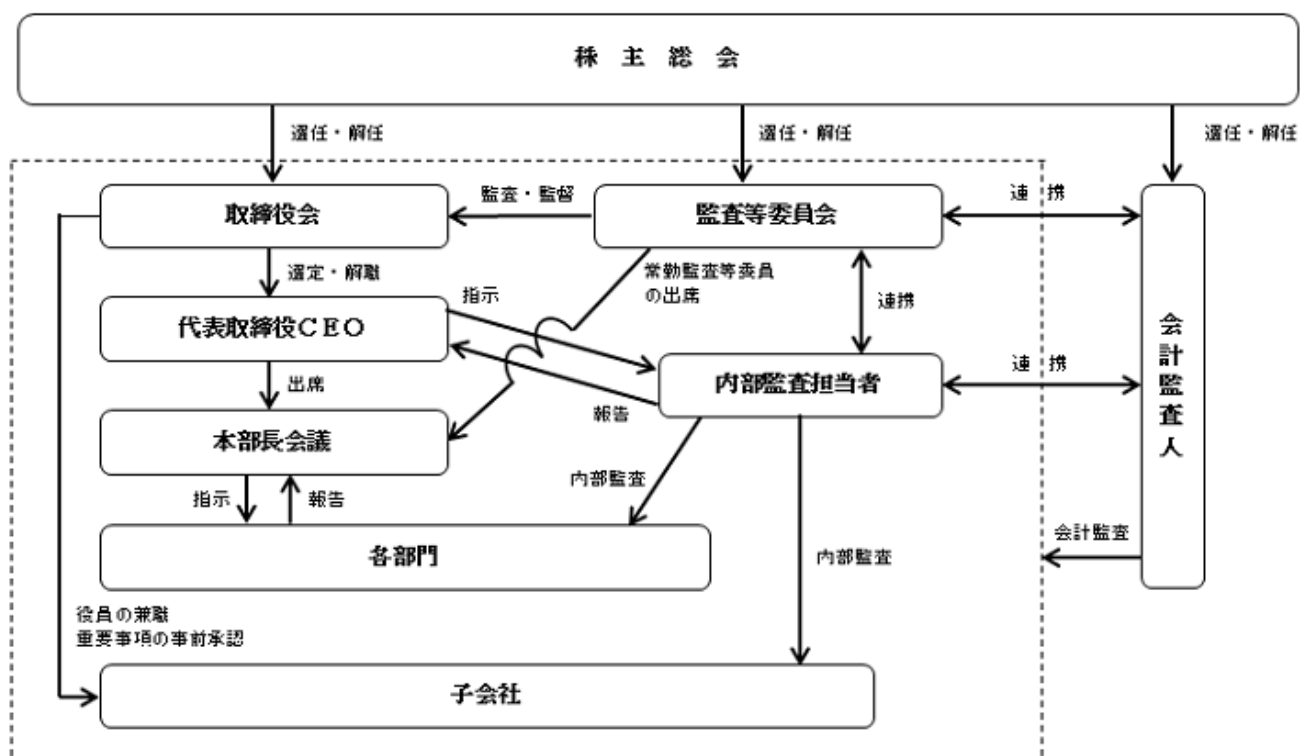 株 主 総 会
選任・解任
選任・解任
選任・解任
取締役会
監査・監督
監査等委員会
連 携
選定・解職
指示
常勤監査等委員
の出席
連携
代表取締役CEO
会計監査人
出席
内部監査担当者
連 携
報告
本部長会議
指示
報告
内部監査
各部門
内部監査
会計監査
役員の兼職
重要事項の事前承認
子会社